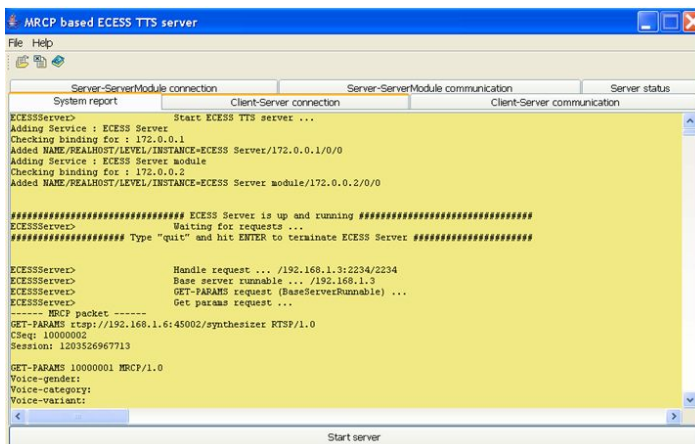 MRCP based ECESS TTS server
File Help
Server-ServerModule connection Server-ServerModule communication Server status
System report Client-Server connection Client-Server communication
ECESSServer> Start ECESS TTS server ...
Adding Service : ECESS Server
Checking binding for : 172.0.0.1
Added NAME/REALHOST/LEVEL/INSTANCE=ECESS Server/172.0.0.1/0/0
Adding Service : ECESS Server module
Checking binding for : 172.0.0.2
Added NAME/REALHOST/LEVEL/INSTANCE=ECESS Server module/172.0.0.2/0/0
################################ ECESS Server is up and running ################################
ECESSServer> Waiting for requests ...
##################### Type "quit" and hit ENTER to terminate ECESS Server ######################
ECESSServer> Handle request ... /192.168.1.3:2234/2234
ECESSServer> Base server runnable ... /192.168.1.3
ECESSServer> GET-PARAMS request (BaseServerRunnable) ...
ECESSServer> Get params request ...
------ MRCP packet ------
GET-PARAMS rtsp://192.168.1.6:45002/synthesizer RTSP/1.0
CSeq: 10000002
Session: 1203526967713
GET-PARAMS 10000001 MRCP/1.0
Voice-gender:
Voice-category:
Voice-variant:
Start server